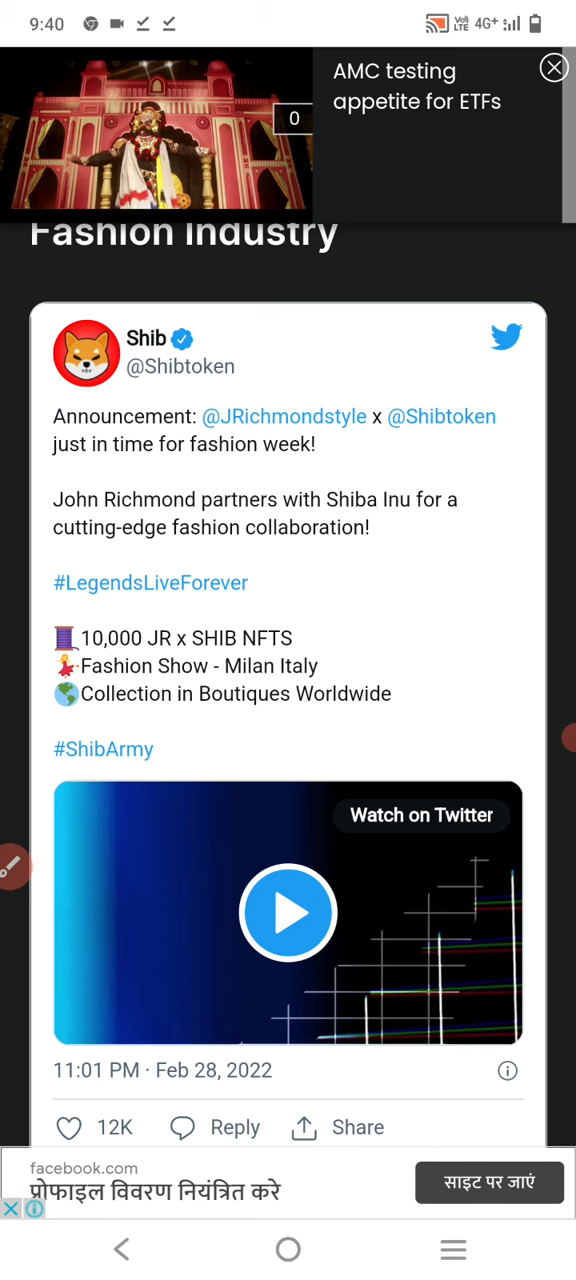 9:40
Vo) LTE 4G+
AMC testing
appetite for ETFs
0
Fashion Industry
Shib
@Shibtoken
Announcement: @JRichmondstyle x @Shibtoken
just in time for fashion week!
John Richmond partners with Shiba Inu for a
cutting-edge fashion collaboration!
#LegendsLiveForever
🧵10,000 JR x SHIB NFTS
💃Fashion Show - Milan Italy
🌎Collection in Boutiques Worldwide
#ShibArmy
Watch on Twitter
11:01 PM · Feb 28, 2022
12K Reply Share
facebook.com
प्रोफाइल विवरण नियंत्रित करे
साइट पर जाएं